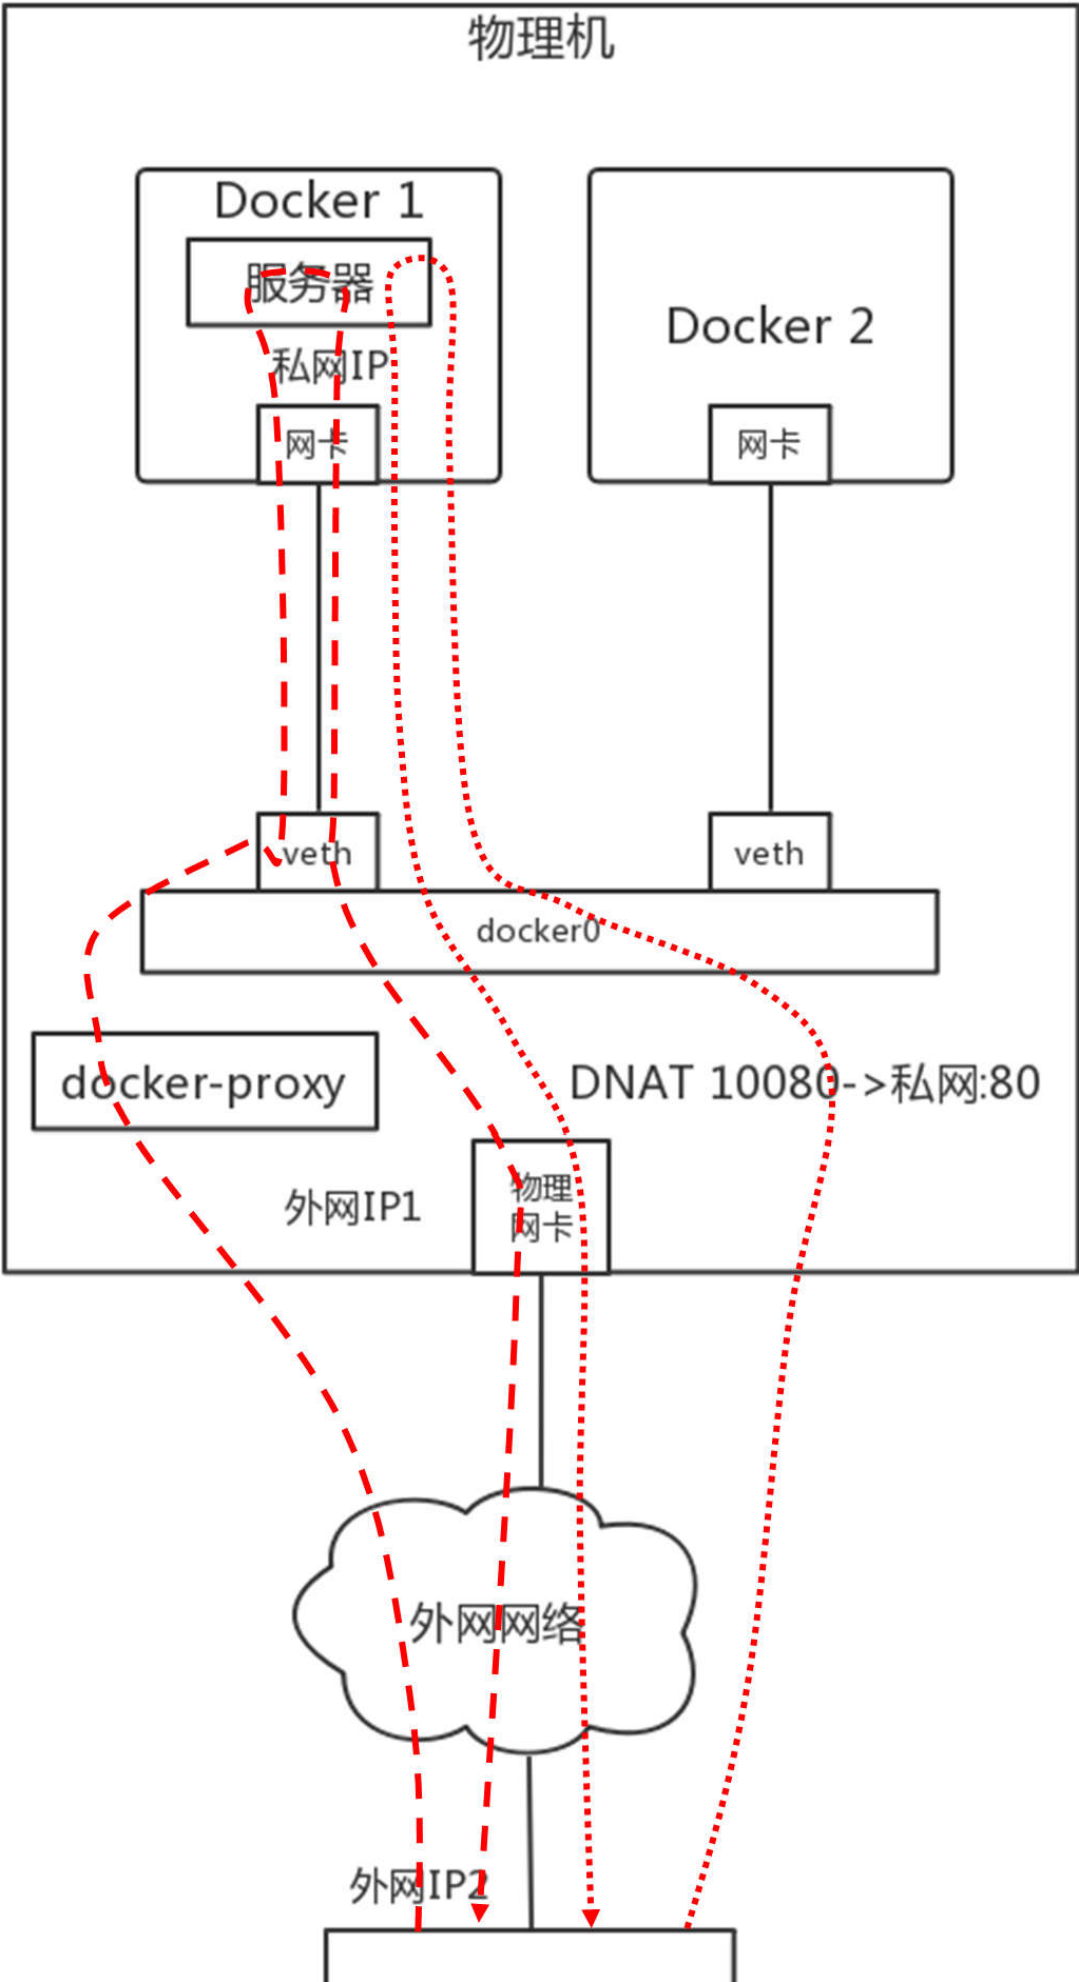 物理机
Docker 1
服务器
私网IP
网卡
Docker 2
网卡
veth
veth
docker0
docker-proxy
DNAT 10080->私网:80
外网IP1
物理
网卡
外网网络
外网IP2